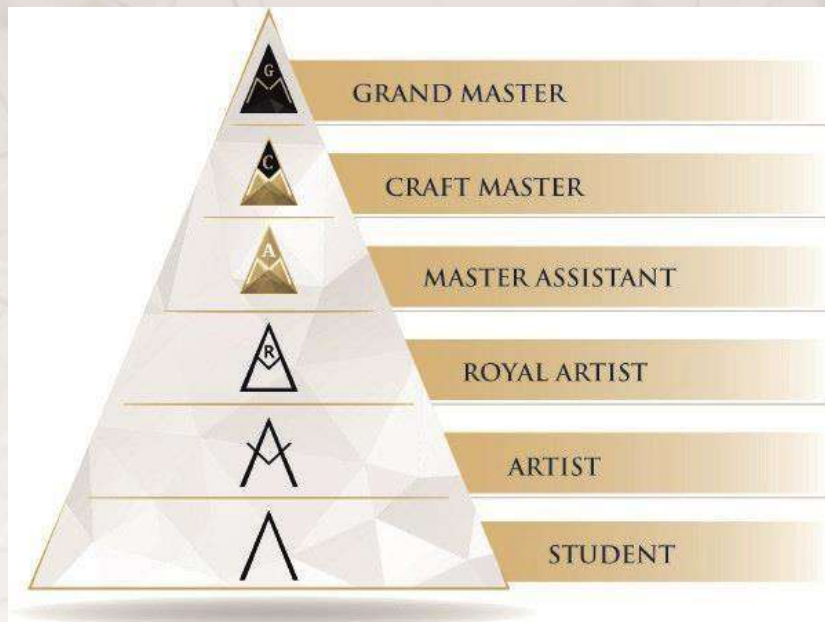 G
GRAND MASTER
C
CRAFT MASTER
A
MASTER ASSISTANT
R
ROYAL ARTIST
ARTIST
STUDENT